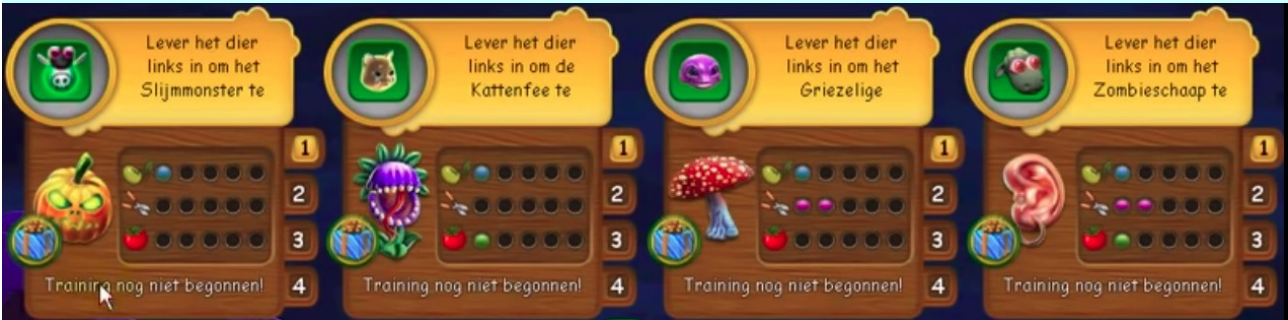 Lever het dier
links in om het
Slijmmonster te
1
2
3
Training nog niet begonnen!
4
Lever het dier
links in om de
Kattenfee te
1
2
3
Training nog niet begonnen!
4
Lever het dier
links in om het
Griezelige
1
2
3
Training nog niet begonnen!
4
Lever het dier
links in om het
Zombieschaap te
1
2
3
Training nog niet begonnen!
4